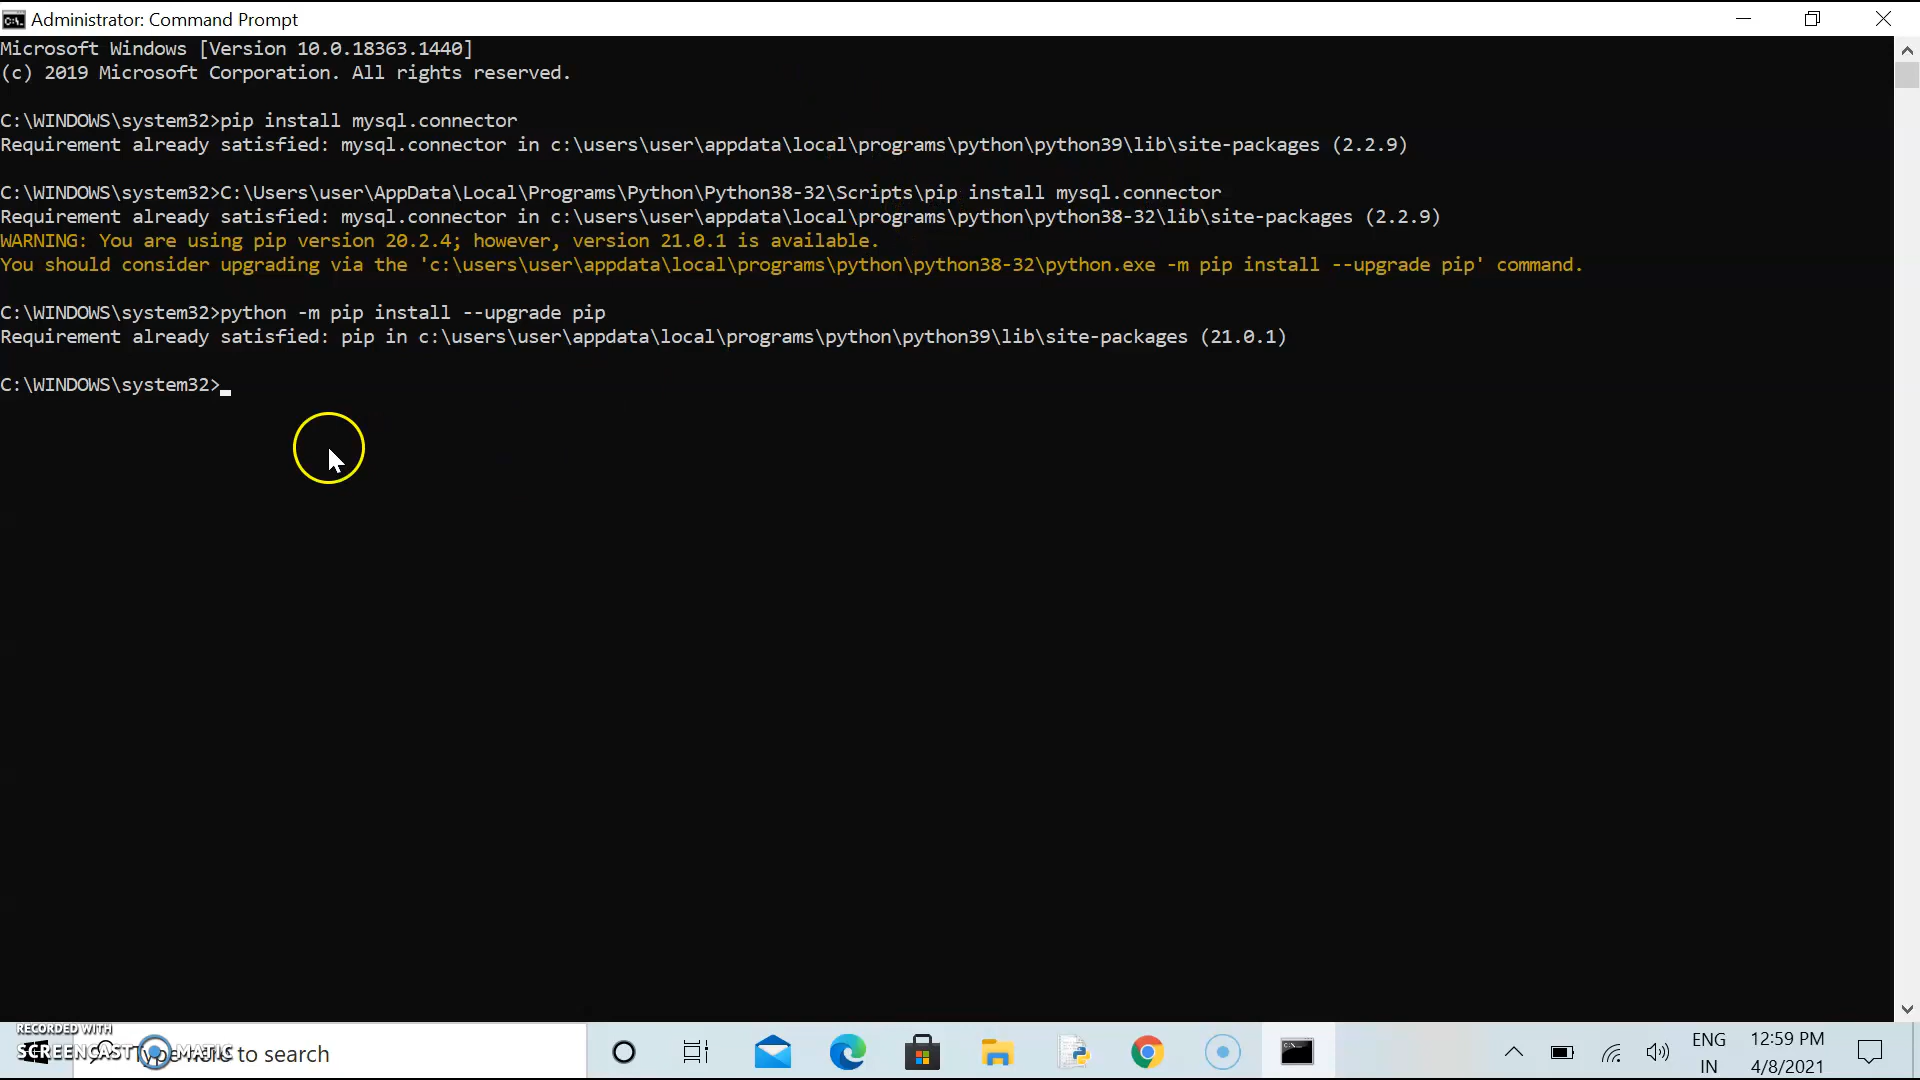 Administrator: Command Prompt
Microsoft Windows [Version 10.0.18363.1440]
(c) 2019 Microsoft Corporation. All rights reserved.
C:\WINDOWS\system32>pip install mysql.connector
Requirement already satisfied: mysql.connector in c:\users\user\appdata\local\programs\python\python39\lib\site-packages (2.2.9)
C:\WINDOWS\system32>C:\Users\user\AppData\Local\Programs\Python\Python38-32\Scripts\pip install mysql.connector
Requirement already satisfied: mysql.connector in c:\users\user\appdata\local\programs\python\python38-32\lib\site-packages (2.2.9)
WARNING: You are using pip version 20.2.4; however, version 21.0.1 is available.
You should consider upgrading via the 'c:\users\user\appdata\local\programs\python\python38-32\python.exe -m pip install --upgrade pip' command.
C:\WINDOWS\system32>python -m pip install --upgrade pip
Requirement already satisfied: pip in c:\users\user\appdata\local\programs\python\python39\lib\site-packages (21.0.1)
C:\WINDOWS\system32>
RECORDED WITH
SCREENCAST MATIC
Type here to search
ENG
IN
12:59 PM
4/8/2021